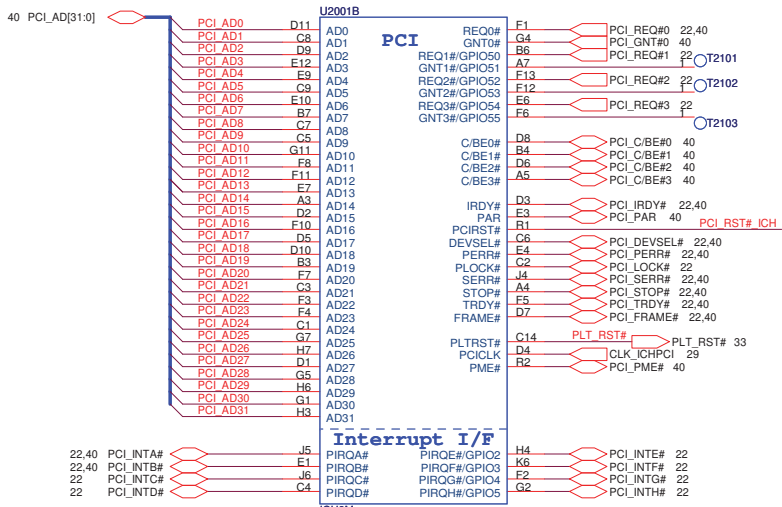 U2001B
40 PCI_AD[31:0]
PCI
PCI_AD0 D11 AD0 REQ0# F1 PCI_REQ#0 22,40
PCI_AD1 C8 AD1 GNT0# G4 PCI_GNT#0 40
PCI_AD2 D9 AD2 REQ1#/GPIO50 B6 PCI_REQ#1 22
PCI_AD3 E12 AD3 GNT1#/GPIO51 A7 1 T2101
PCI_AD4 E9 AD4 REQ2#/GPIO52 F13 PCI_REQ#2 22
PCI_AD5 C9 AD5 GNT2#/GPIO53 F12 1 T2102
PCI_AD6 E10 AD6 REQ3#/GPIO54 E6 PCI_REQ#3 22
PCI_AD7 B7 AD7 GNT3#/GPIO55 F6 1 T2103
PCI_AD8 C7 AD8
PCI_AD9 C5 AD9 C/BE0# D8 PCI_C/BE#0 40
PCI_AD10 G11 AD10 C/BE1# B4 PCI_C/BE#1 40
PCI_AD11 F8 AD11 C/BE2# D6 PCI_C/BE#2 40
PCI_AD12 F11 AD12 C/BE3# A5 PCI_C/BE#3 40
PCI_AD13 E7 AD13
PCI_AD14 A3 AD14 IRDY# D3 PCI_IRDY# 22,40
PCI_AD15 D2 AD15 PAR E3 PCI_PAR 40
PCI_AD16 F10 AD16 PCIRST# R1 PCI_RST#_ICH
PCI_AD17 D5 AD17 DEVSEL# C6 PCI_DEVSEL# 22,40
PCI_AD18 D10 AD18 PERR# E4 PCI_PERR# 22,40
PCI_AD19 B3 AD19 PLOCK# C2 PCI_LOCK# 22
PCI_AD20 F7 AD20 SERR# J4 PCI_SERR# 22,40
PCI_AD21 C3 AD21 STOP# A4 PCI_STOP# 22,40
PCI_AD22 F3 AD22 TRDY# F5 PCI_TRDY# 22,40
PCI_AD23 F4 AD23 FRAME# D7 PCI_FRAME# 22,40
PCI_AD24 C1 AD24
PCI_AD25 G7 AD25 PLTRST# C14 PLT_RST# PLT_RST# 33
PCI_AD26 H7 AD26 PCICLK D4 CLK_ICHPCI 29
PCI_AD27 D1 AD27 PME# R2 PCI_PME# 40
PCI_AD28 G5 AD28
PCI_AD29 H6 AD29
PCI_AD30 G1 AD30
PCI_AD31 H3 AD31
Interrupt I/F
22,40 PCI_INTA# J5 PIRQA# PIRQE#/GPIO2 H4 PCI_INTE# 22
22,40 PCI_INTB# E1 PIRQB# PIRQF#/GPIO3 K6 PCI_INTF# 22
22 PCI_INTC# J6 PIRQC# PIRQG#/GPIO4 F2 PCI_INTG# 22
22 PCI_INTD# C4 PIRQD# PIRQH#/GPIO5 G2 PCI_INTH# 22